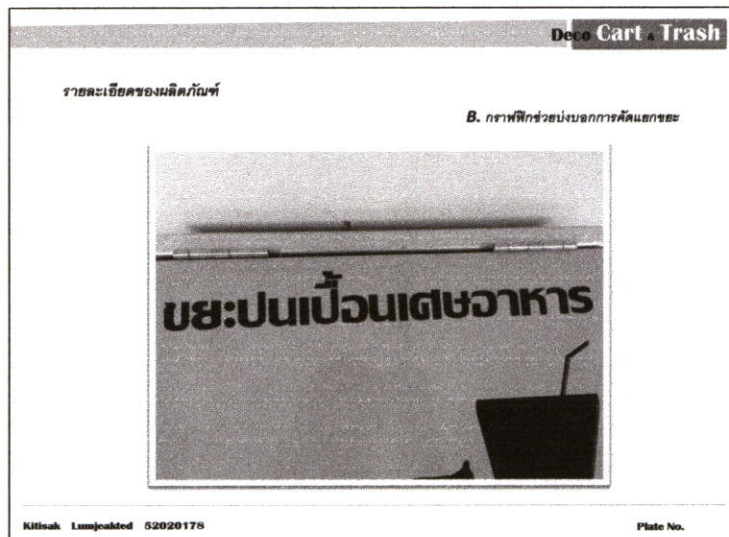 Deco Cart & Trash
รายละเอียดของผลิตภัณฑ์
B. กราฟฟิกช่วยบ่งบอกการคัดแยกขยะ
ขยะปนเปื้อนเศษอาหาร
Kitisak Lumjeakted 52020178
Plate No.